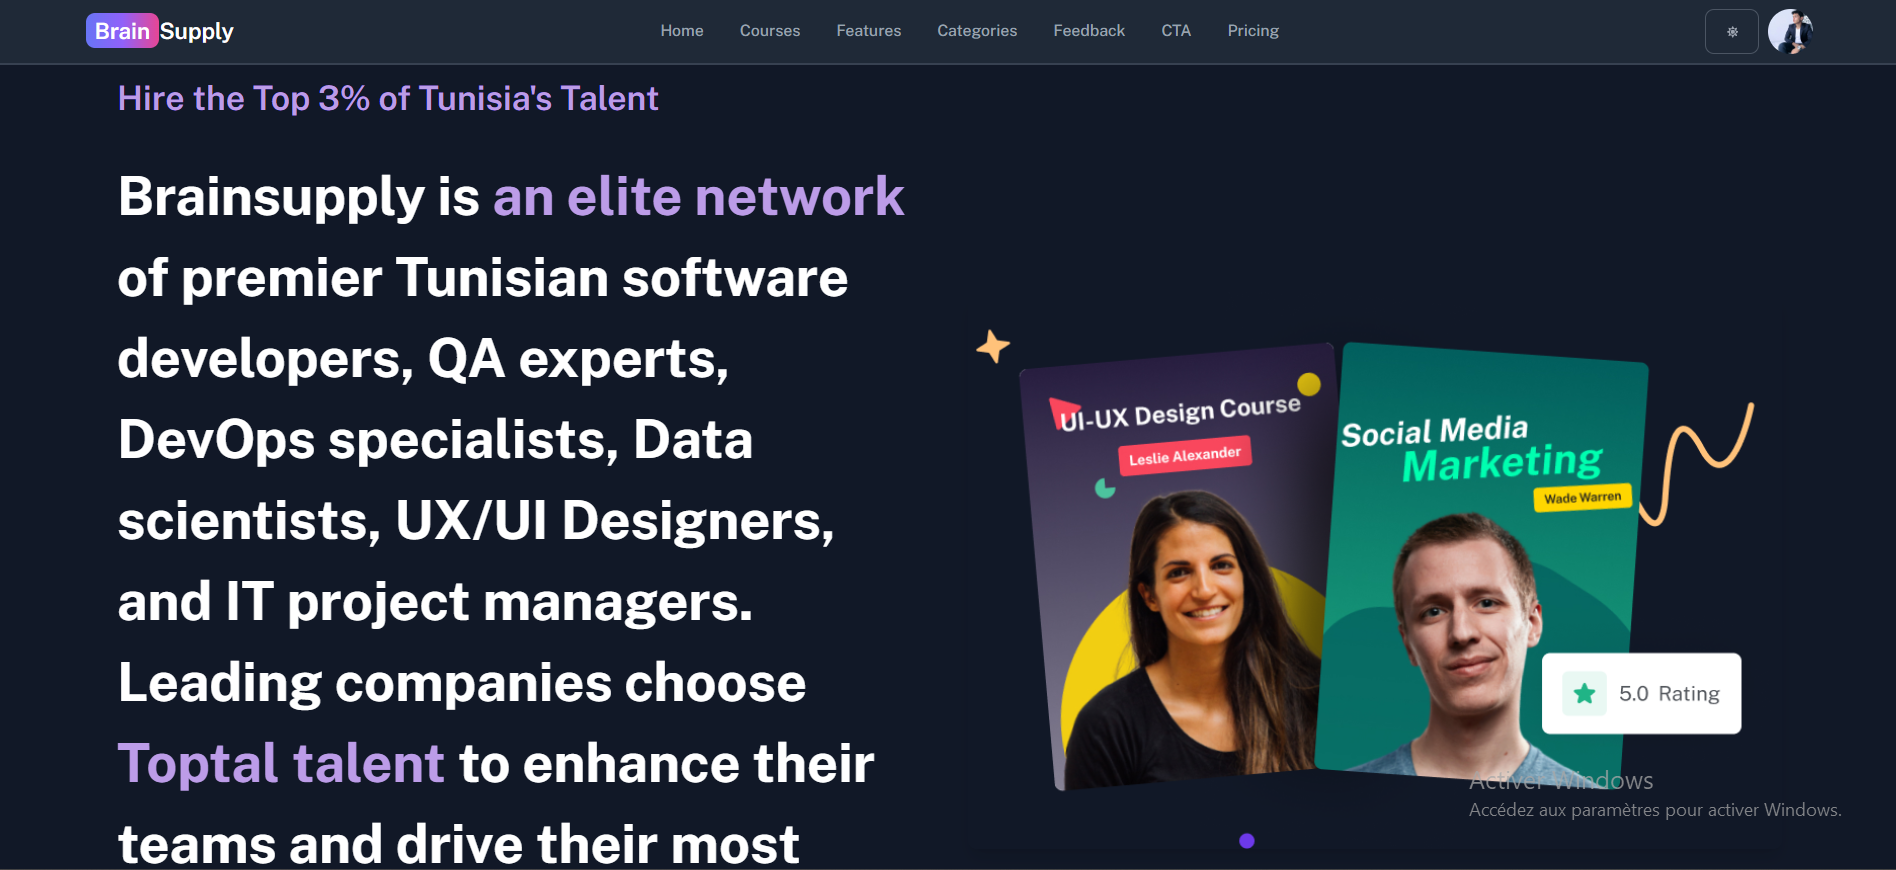 Brain Supply
Home Courses Features Categories Feedback CTA Pricing
Hire the Top 3% of Tunisia's Talent
Brainsupply is an elite network
of premier Tunisian software
developers, QA experts,
DevOps specialists, Data
scientists, UX/UI Designers,
and IT project managers.
Leading companies choose
Toptal talent to enhance their
teams and drive their most
UI-UX Design Course
Leslie Alexander
Social Media
Marketing
Wade Warren
5.0 Rating
Activer Windows
Accédez aux paramètres pour activer Windows.